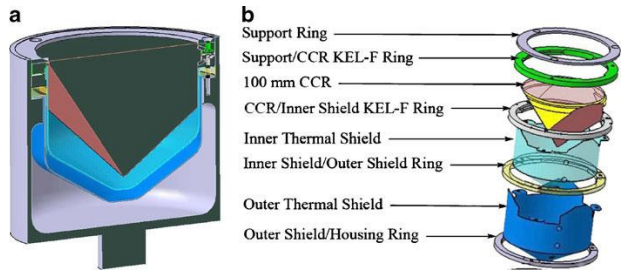 a
b
Support Ring
Support/CCR KEL-F Ring
100 mm CCR
CCR/Inner Shield KEL-F Ring
Inner Thermal Shield
Inner Shield/Outer Shield Ring
Outer Thermal Shield
Outer Shield/Housing Ring